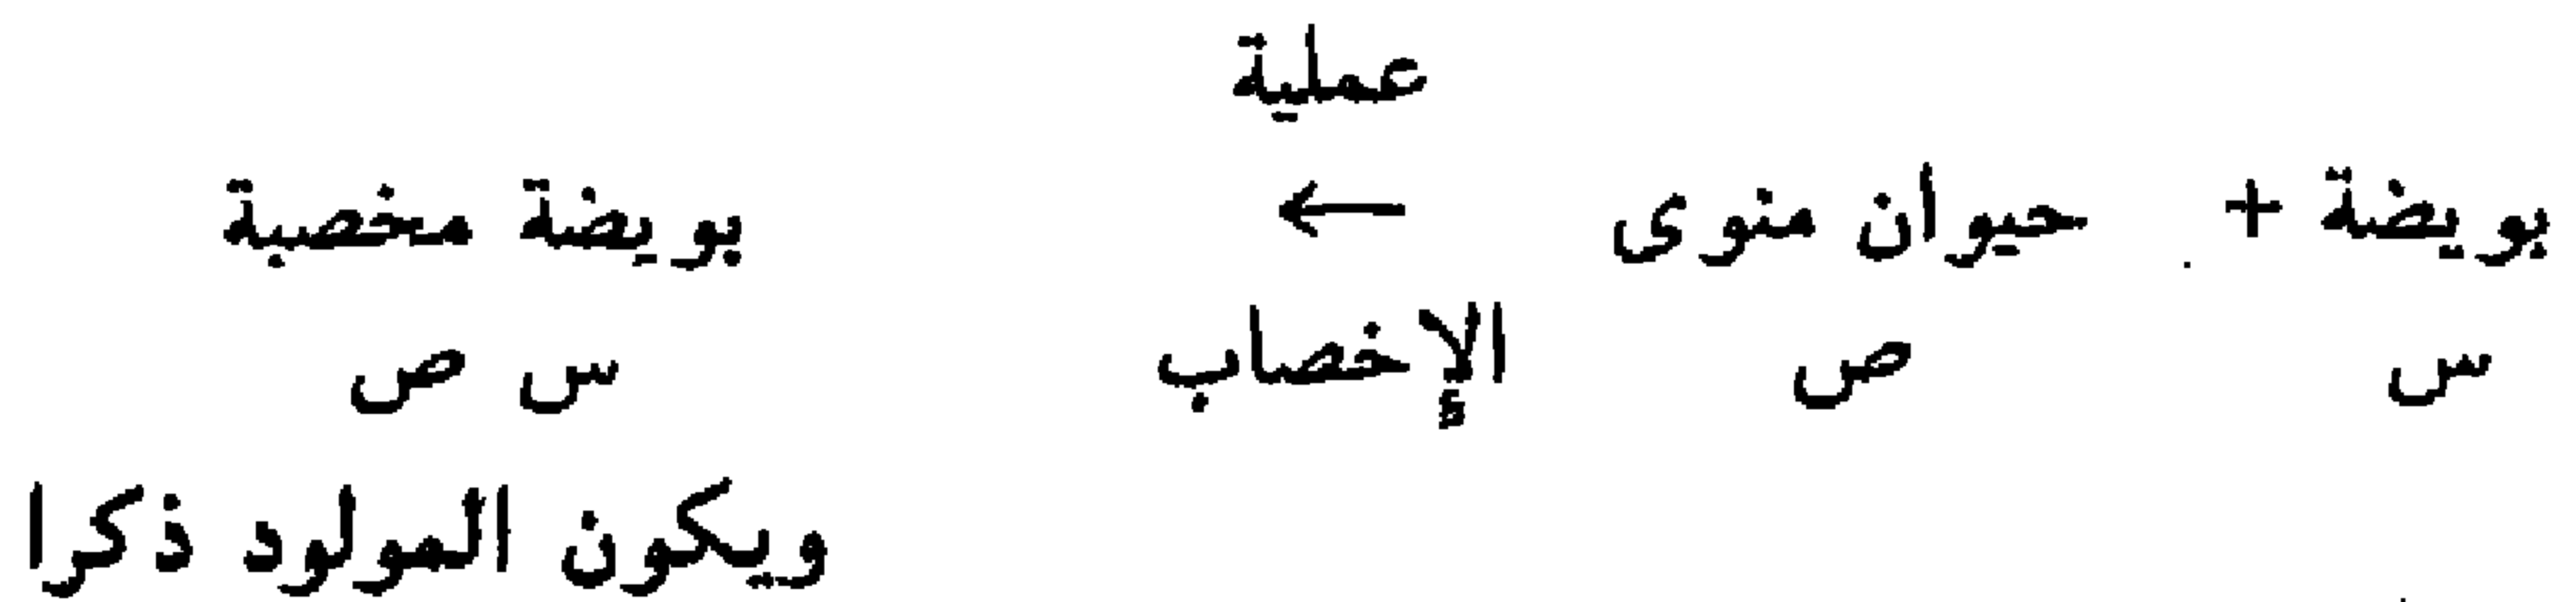 عملية
بويضة + حيوان منوى ← بويضة مخصبة
س ص الإخصاب س ص
ويكون المولود ذكرا